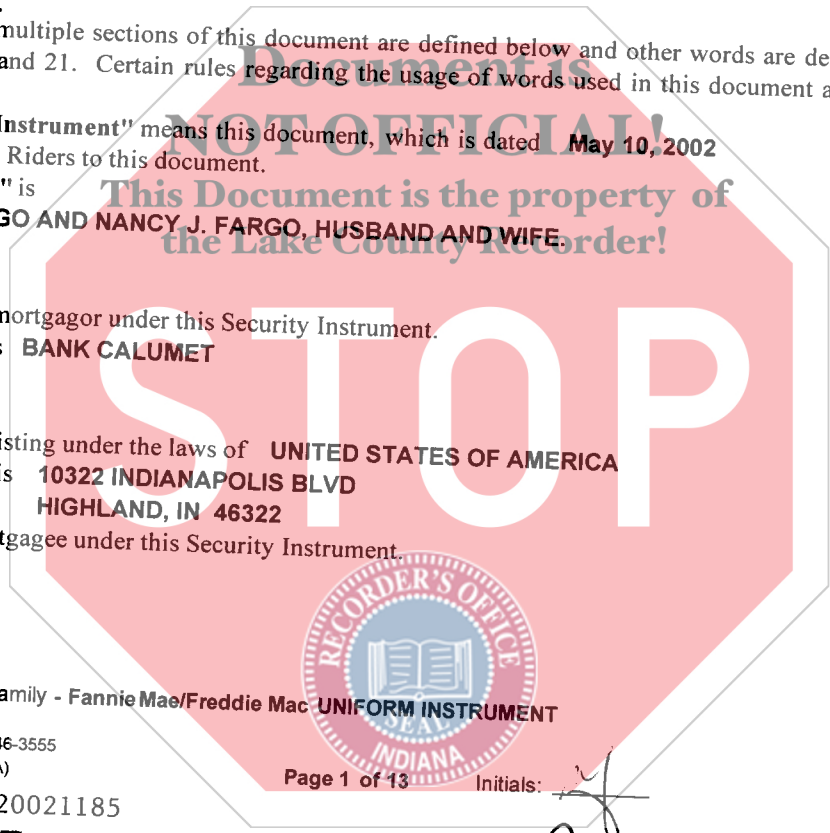 multiple sections of this document are defined below and other words are de
Document is
and 21. Certain rules regarding the usage of words used in this document a
Instrument" means this document, which is dated May 10, 2002
NOT OFFICIAL!
Riders to this document.
" is
This Document is the property of
GO AND NANCY J. FARGO, HUSBAND AND WIFE.
the Lake County Recorder!
mortgagor under this Security Instrument.
s BANK CALUMET
STOP
isting under the laws of UNITED STATES OF AMERICA
is 10322 INDIANAPOLIS BLVD
HIGHLAND, IN 46322
tgagee under this Security Instrument.
RECORDER'S OFFICE
SEAL
INDIANA
amily - Fannie Mae/Freddie Mac UNIFORM INSTRUMENT
46-3555
A)
Page 1 of 13 Initials:
20021185